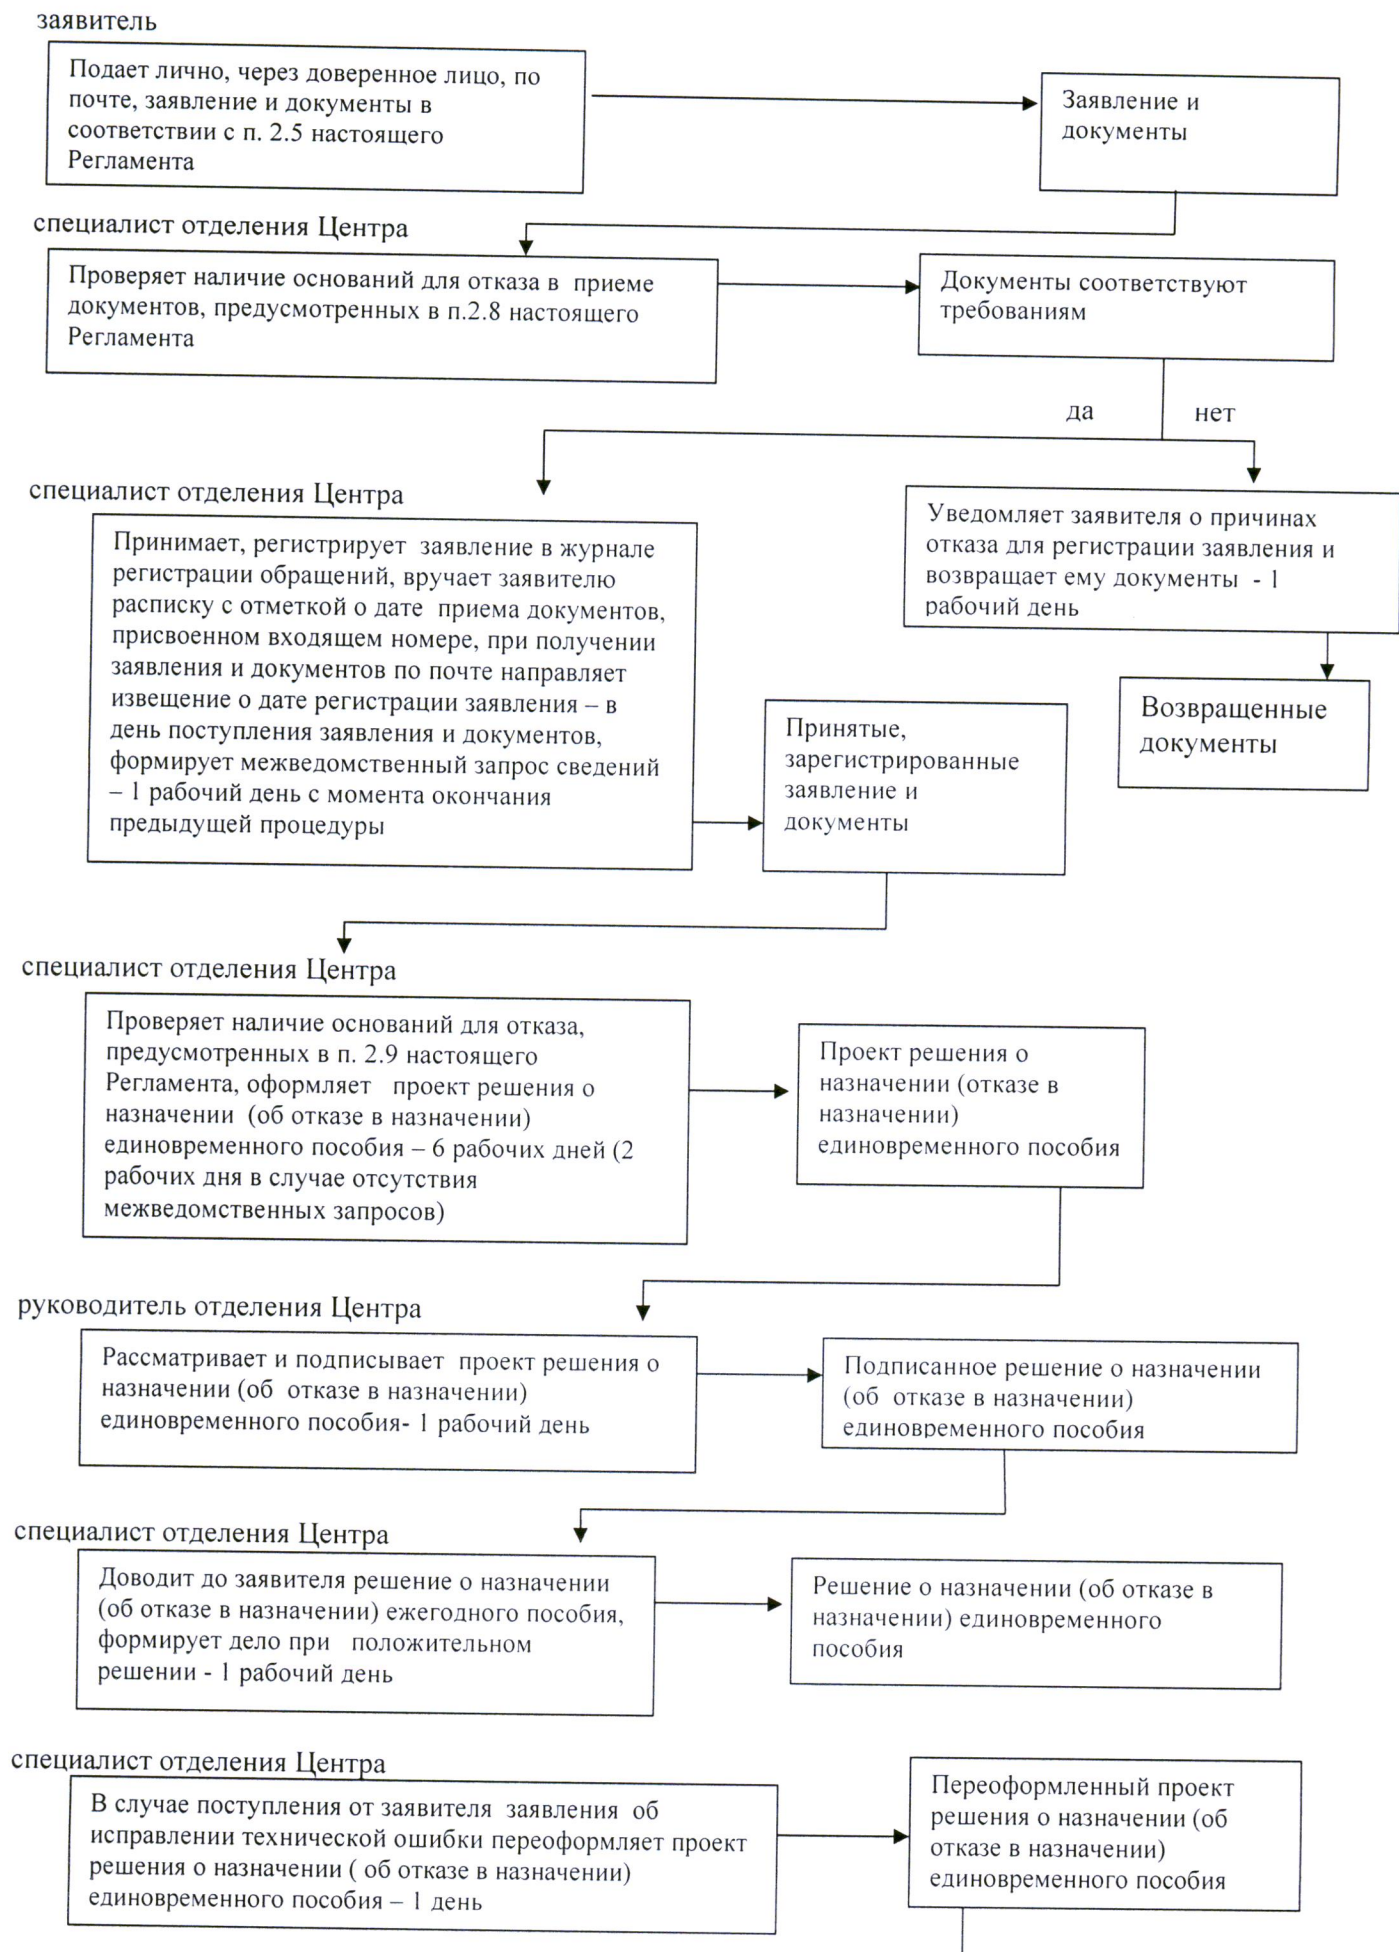 заявитель
Подает лично, через доверенное лицо, по
почте, заявление и документы в
соответствии с п. 2.5 настоящего
Регламента
Заявление и
документы
специалист отделения Центра
Проверяет наличие оснований для отказа в приеме
документов, предусмотренных в п.2.8 настоящего
Регламента
Документы соответствуют
требованиям
да
нет
специалист отделения Центра
Принимает, регистрирует заявление в журнале
регистрации обращений, вручает заявителю
расписку с отметкой о дате приема документов,
присвоенном входящем номере, при получении
заявления и документов по почте направляет
извещение о дате регистрации заявления – в
день поступления заявления и документов,
формирует межведомственный запрос сведений
– 1 рабочий день с момента окончания
предыдущей процедуры
Уведомляет заявителя о причинах
отказа для регистрации заявления и
возвращает ему документы - 1
рабочий день
Возвращенные
документы
Принятые,
зарегистрированные
заявление и
документы
специалист отделения Центра
Проверяет наличие оснований для отказа,
предусмотренных в п. 2.9 настоящего
Регламента, оформляет проект решения о
назначении (об отказе в назначении)
единовременного пособия – 6 рабочих дней (2
рабочих дня в случае отсутствия
межведомственных запросов)
Проект решения о
назначении (отказе в
назначении)
единовременного пособия
руководитель отделения Центра
Рассматривает и подписывает проект решения о
назначении (об отказе в назначении)
единовременного пособия- 1 рабочий день
Подписанное решение о назначении
(об отказе в назначении)
единовременного пособия
специалист отделения Центра
Доводит до заявителя решение о назначении
(об отказе в назначении) ежегодного пособия,
формирует дело при положительном
решении - 1 рабочий день
Решение о назначении (об отказе в
назначении) единовременного
пособия
специалист отделения Центра
В случае поступления от заявителя заявления об
исправлении технической ошибки переоформляет проект
решения о назначении ( об отказе в назначении)
единовременного пособия – 1 день
Переоформленный проект
решения о назначении (об
отказе в назначении)
единовременного пособия